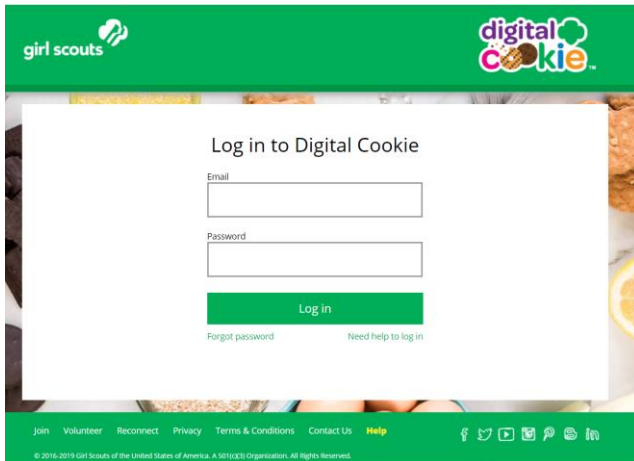 girl scouts
digital
cookie™
Log in to Digital Cookie
Email
Password
Log in
Forgot password Need help to log in
Join Volunteer Reconnect Privacy Terms & Conditions Contact Us Help
© 2016-2019 Girl Scouts of the United States of America. A 501(c)(3) Organization. All Rights Reserved.